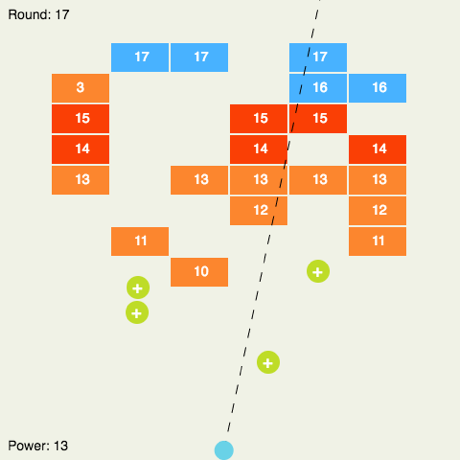 Round: 17
17 17 17
3 16 16
15 15 15
14 14 14
13 13 13 13 13
12 12
11 11
10
+
+
+
+
Power: 13